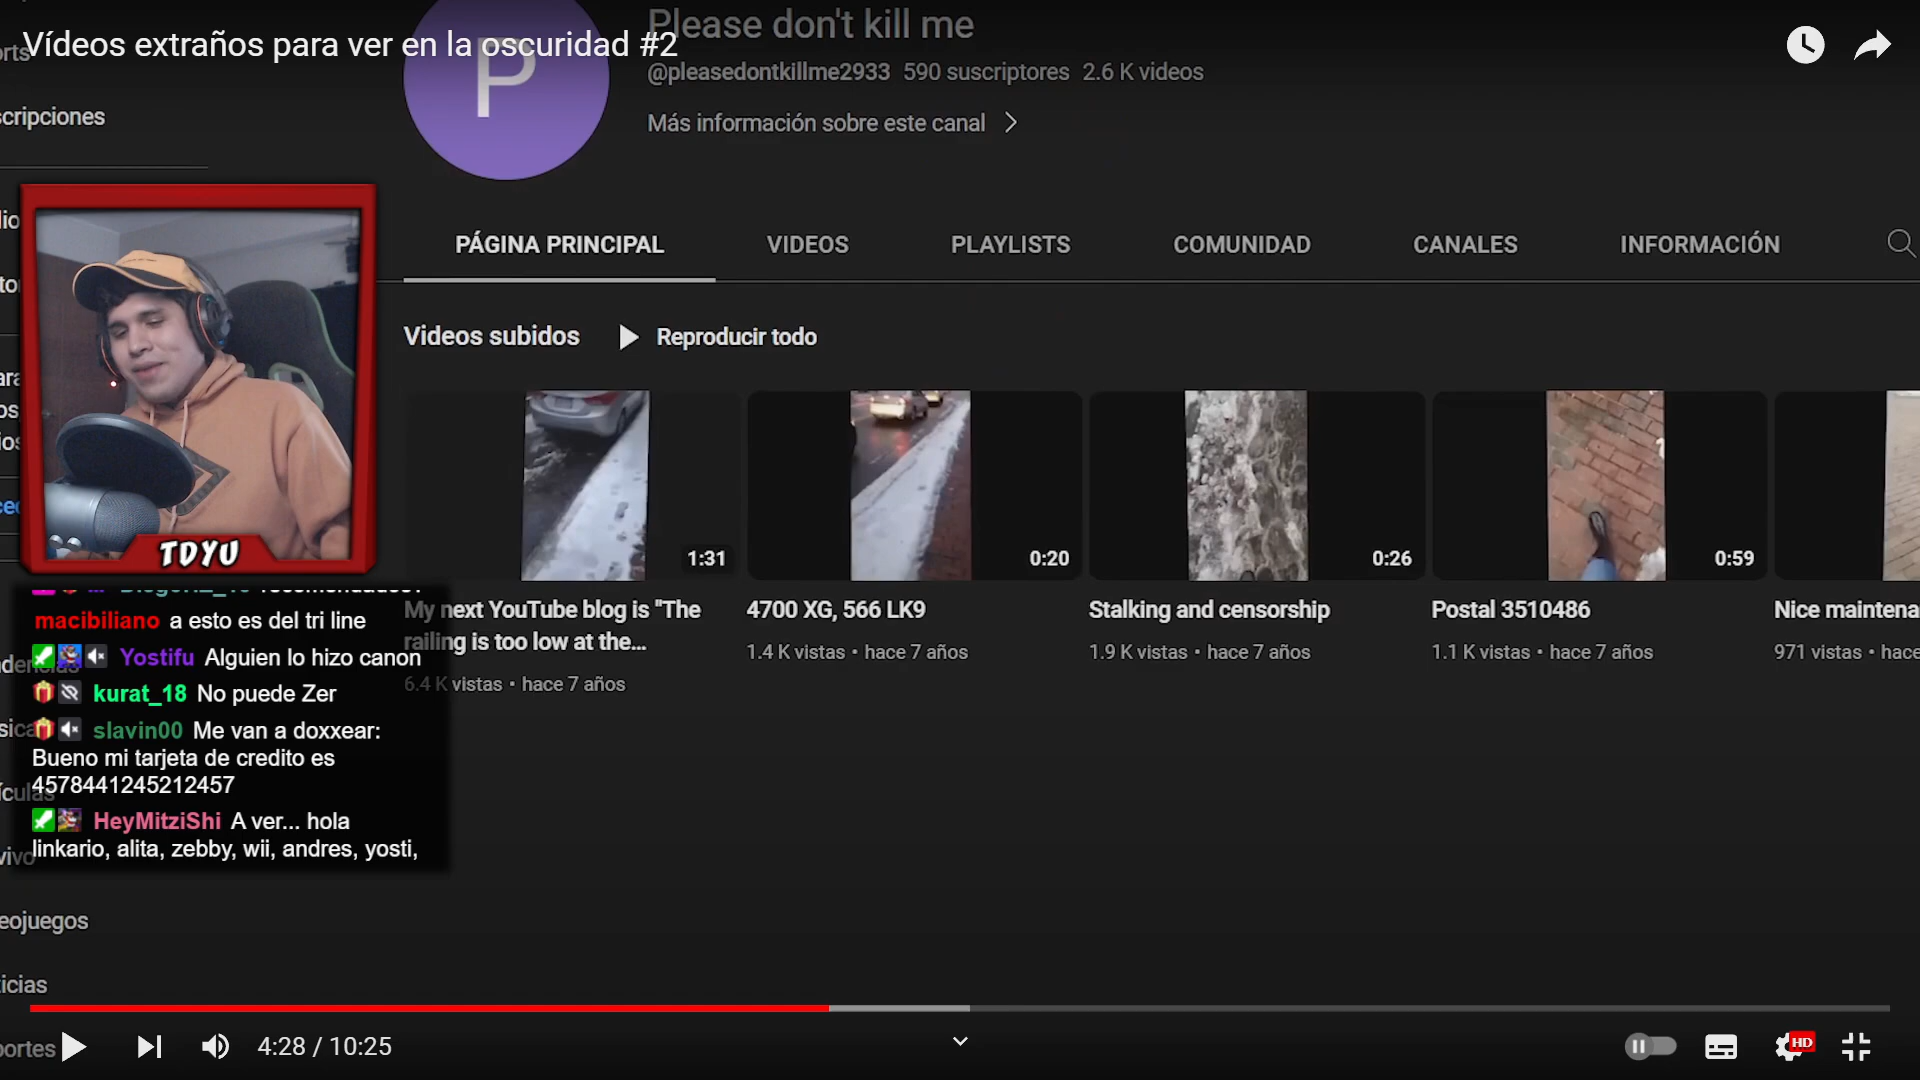 Please don't kill me
Vídeos extraños para ver en la oscuridad #2
P
@pleasedontkillme2933 590 suscriptores 2.6 K videos
Más información sobre este canal
scripciones
PÁGINA PRINCIPAL VIDEOS PLAYLISTS COMUNIDAD CANALES INFORMACIÓN
Videos subidos Reproducir todo
1:31 0:20 0:26 0:59
TDYU
My next YouTube blog is "The
railing is too low at the...
6.4 K vistas • hace 7 años
4700 XG, 566 LK9
1.4 K vistas • hace 7 años
Stalking and censorship
1.9 K vistas • hace 7 años
Postal 3510486
1.1 K vistas • hace 7 años
Nice maintena
971 vistas • hace
macibiliano a esto es del tri line
Yostifu Alguien lo hizo canon
kurat_18 No puede Zer
slavin00 Me van a doxxear:
Bueno mi tarjeta de credito es
4578441245212457
HeyMitziShi A ver... hola
linkario, alita, zebby, wii, andres, yosti,
eojuegos
icias
portes
4:28 / 10:25
HD